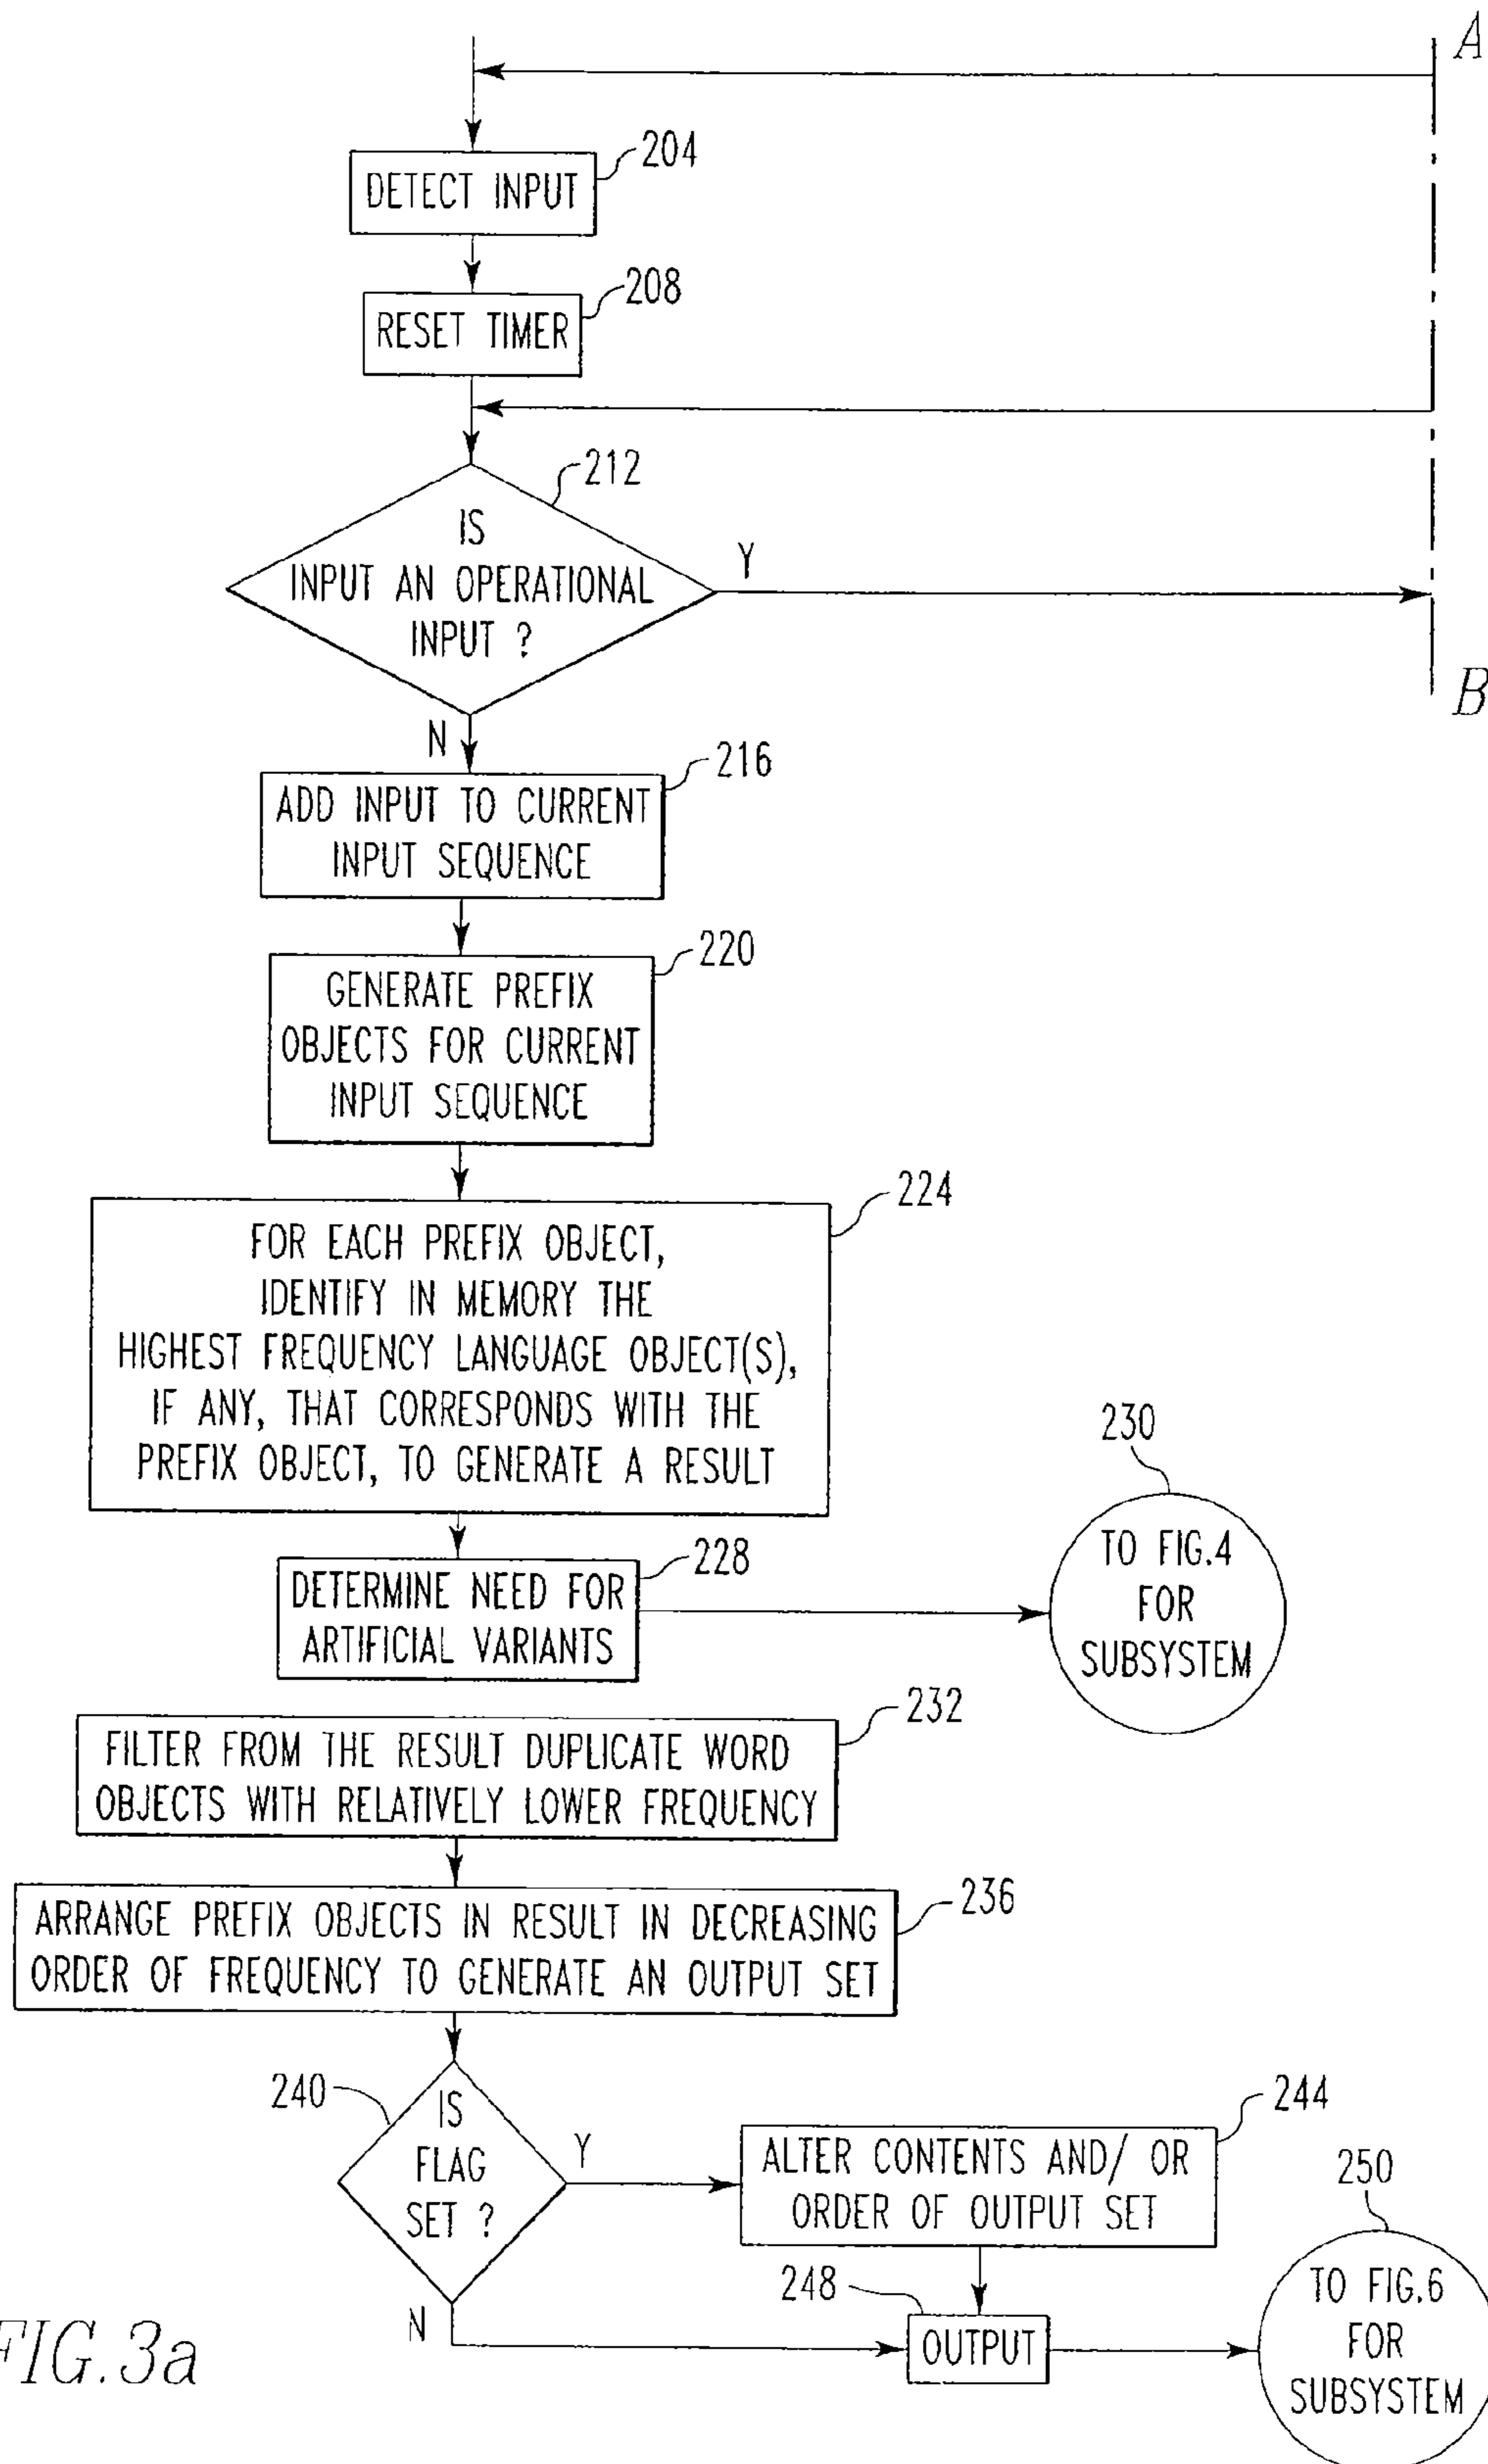 A
204
DETECT INPUT
208
RESET TIMER
212
IS
INPUT AN OPERATIONAL
INPUT ?
Y
B
N
216
ADD INPUT TO CURRENT
INPUT SEQUENCE
220
GENERATE PREFIX
OBJECTS FOR CURRENT
INPUT SEQUENCE
224
FOR EACH PREFIX OBJECT,
IDENTIFY IN MEMORY THE
HIGHEST FREQUENCY LANGUAGE OBJECT(S),
IF ANY, THAT CORRESPONDS WITH THE
PREFIX OBJECT, TO GENERATE A RESULT
230
TO FIG.4
FOR
SUBSYSTEM
228
DETERMINE NEED FOR
ARTIFICIAL VARIANTS
232
FILTER FROM THE RESULT DUPLICATE WORD
OBJECTS WITH RELATIVELY LOWER FREQUENCY
236
ARRANGE PREFIX OBJECTS IN RESULT IN DECREASING
ORDER OF FREQUENCY TO GENERATE AN OUTPUT SET
240
IS
FLAG
SET ?
Y
244
ALTER CONTENTS AND/ OR
ORDER OF OUTPUT SET
250
TO FIG.6
FOR
SUBSYSTEM
248
OUTPUT
N
FIG.3a